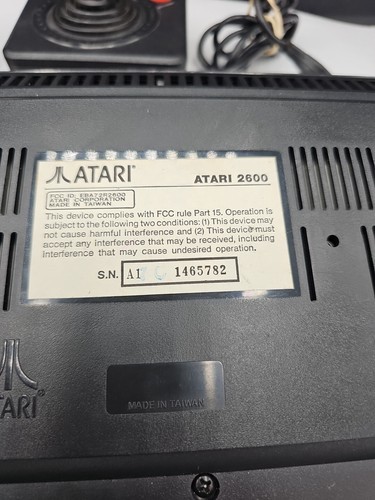 ATARI® ATARI 2600
FCC ID: EBA72R2600
ATARI CORPORATION
MADE IN TAIWAN
This device complies with FCC rule Part 15. Operation is
subject to the following two conditions: (1) This device may
not cause harmful interference and (2) This device must
accept any interference that may be received, including
interference that may cause undesired operation.
S.N. A1 1465782
TARI
MADE IN TAIWAN